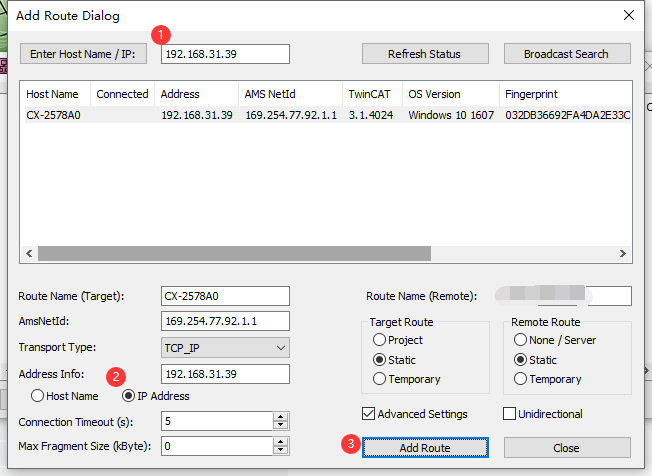 Add Route Dialog
1
Enter Host Name / IP: 192.168.31.39 Refresh Status Broadcast Search
Host Name Connected Address AMS NetId TwinCAT OS Version Fingerprint
CX-2578A0 192.168.31.39 169.254.77.92.1.1 3.1.4024 Windows 10 1607 032DB36692FA4DA2E33C
Route Name (Target): CX-2578A0 Route Name (Remote):
AmsNetId: 169.254.77.92.1.1 Target Route Remote Route
Transport Type: TCP_IP Project None / Server
Address Info: 192.168.31.39 Static Static
2
Host Name IP Address Temporary Temporary
Connection Timeout (s): 5 Advanced Settings Unidirectional
Max Fragment Size (kByte): 0 3 Add Route Close